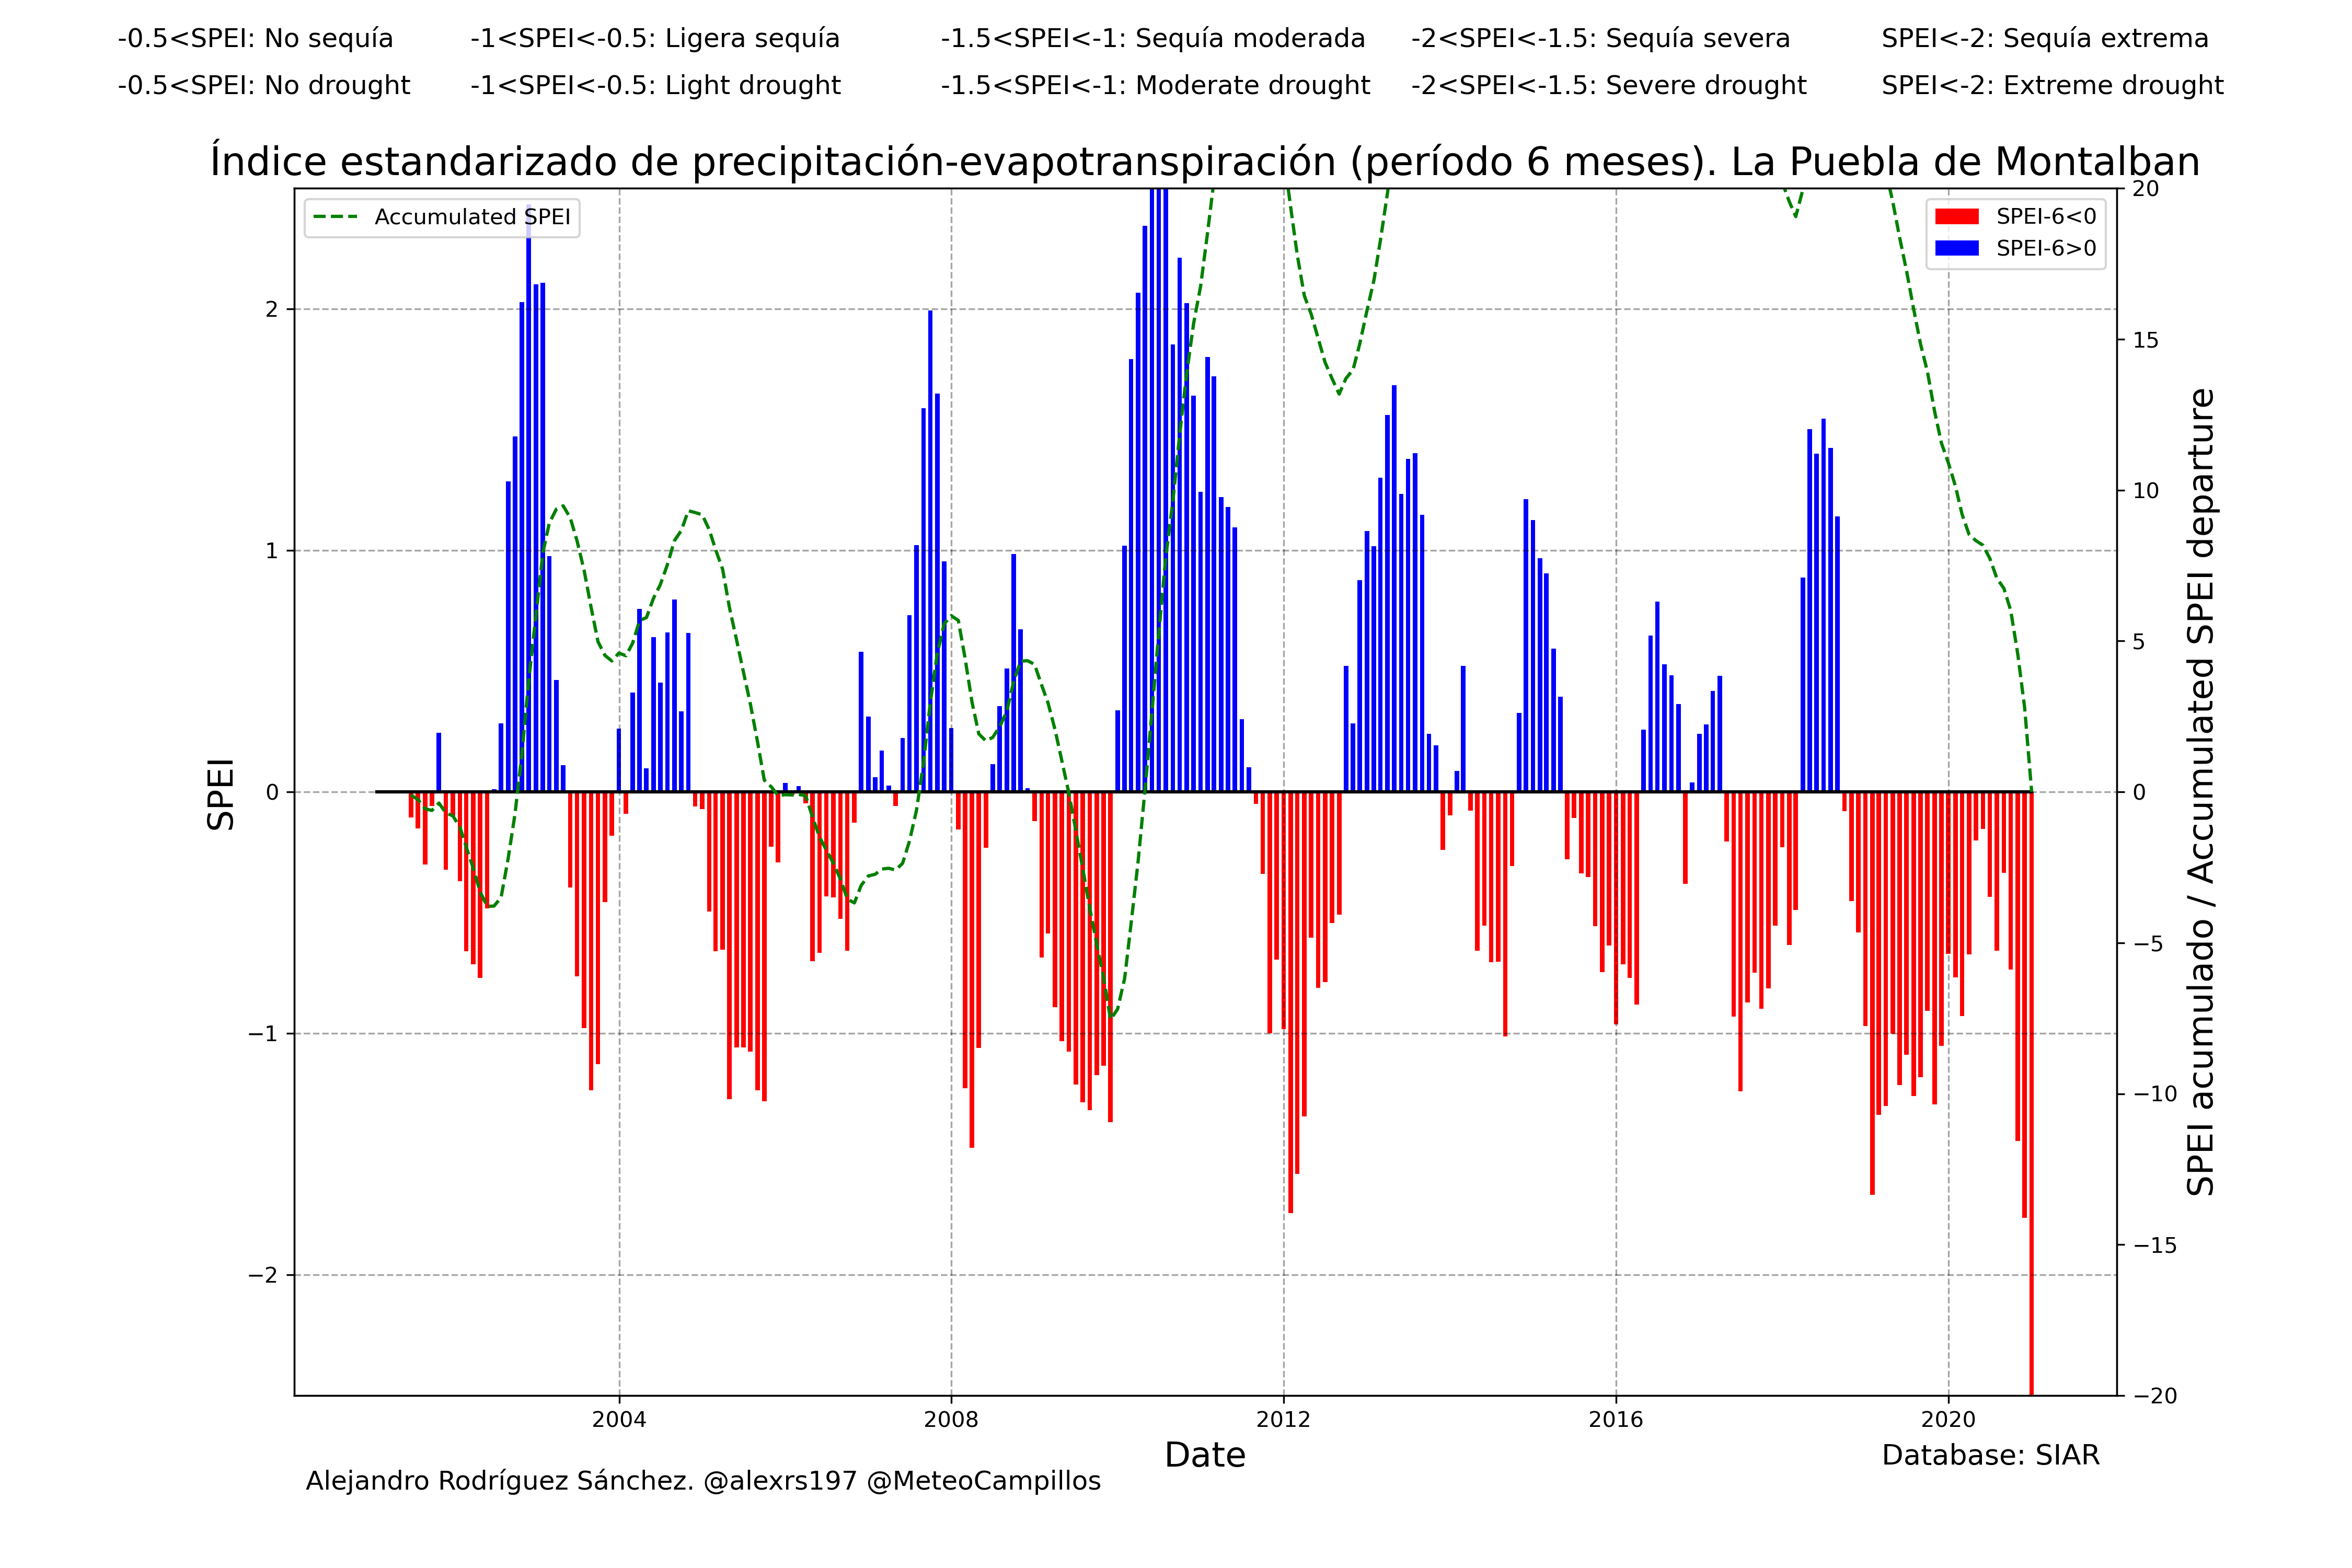 -0.5<SPEI: No sequía -1<SPEI<-0.5: Ligera sequía -1.5<SPEI<-1: Sequía moderada -2<SPEI<-1.5: Sequía severa SPEI<-2: Sequía extrema
-0.5<SPEI: No drought -1<SPEI<-0.5: Light drought -1.5<SPEI<-1: Moderate drought -2<SPEI<-1.5: Severe drought SPEI<-2: Extreme drought
Índice estandarizado de precipitación-evapotranspiración (período 6 meses). La Puebla de Montalban
Accumulated SPEI
SPEI-6<0
SPEI-6>0
SPEI
2
1
0
−1
−2
20
15
10
5
0
−5
−10
−15
−20
SPEI acumulado / Accumulated SPEI departure
2004 2008 2012 2016 2020
Date
Database: SIAR
Alejandro Rodríguez Sánchez. @alexrs197 @MeteoCampillos